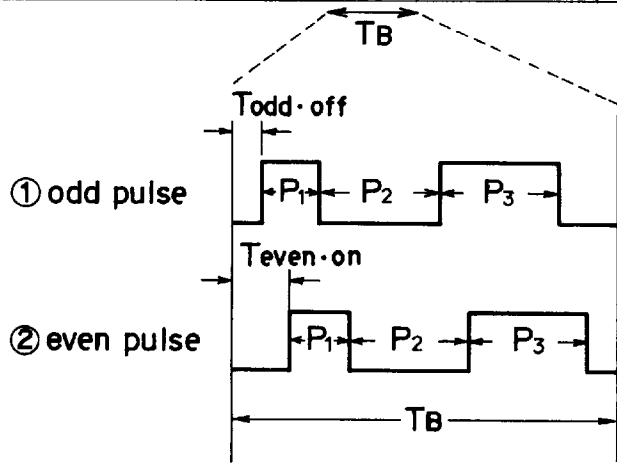 TB
Todd·off
① odd pulse
P1 P2 P3
Teven·on
② even pulse
P1 P2 P3
TB